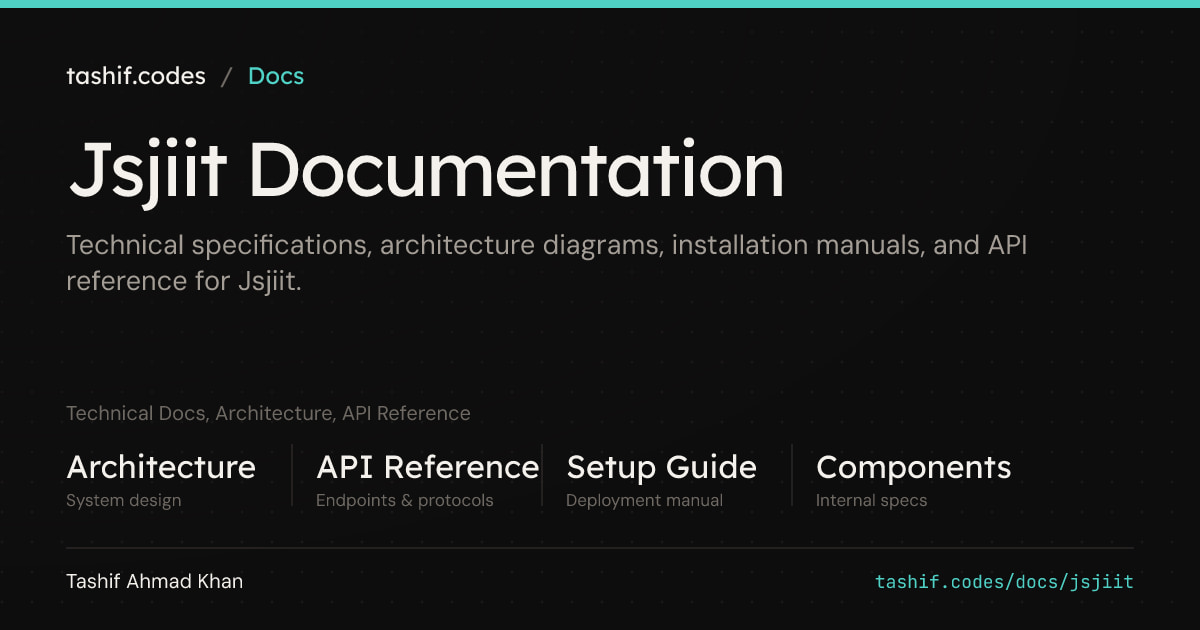 tashif.codes / Docs
Jsjiit Documentation
Technical specifications, architecture diagrams, installation manuals, and API
reference for Jsjiit.
Technical Docs, Architecture, API Reference
Architecture
System design
API Reference
Endpoints & protocols
Setup Guide
Deployment manual
Components
Internal specs
Tashif Ahmad Khan
tashif.codes/docs/jsjiit